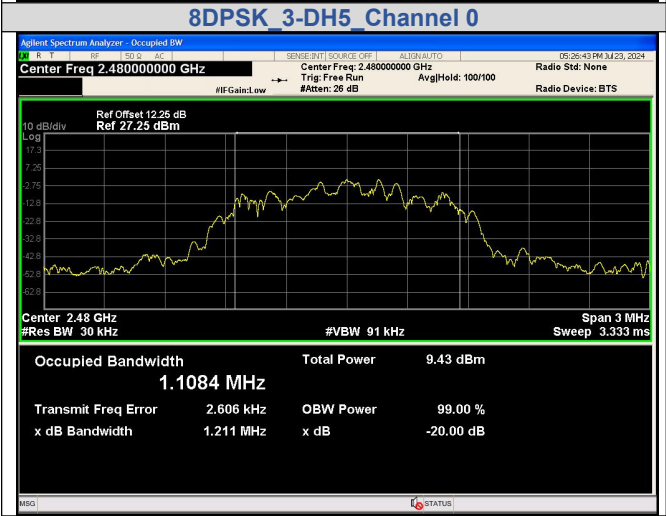 8DPSK_3-DH5_Channel 0
Agilent Spectrum Analyzer - Occupied BW
LXI R T RF 50 Ω AC SENSE:INT SOURCE OFF ALIGN AUTO 05:26:43 PM Jul 23, 2024
Center Freq 2.480000000 GHz Center Freq: 2.480000000 GHz Radio Std: None
Trig: Free Run Avg|Hold: 100/100
#IFGain:Low #Atten: 26 dB Radio Device: BTS
Ref Offset 12.25 dB
10 dB/div Ref 27.25 dBm
Log
17.3
7.25
-2.75
-12.8
-22.8
-32.8
-42.8
-52.8
-62.8
Center 2.48 GHz Span 3 MHz
#Res BW 30 kHz #VBW 91 kHz Sweep 3.333 ms
Occupied Bandwidth Total Power 9.43 dBm
1.1084 MHz
Transmit Freq Error 2.606 kHz OBW Power 99.00 %
x dB Bandwidth 1.211 MHz x dB -20.00 dB
MSG STATUS